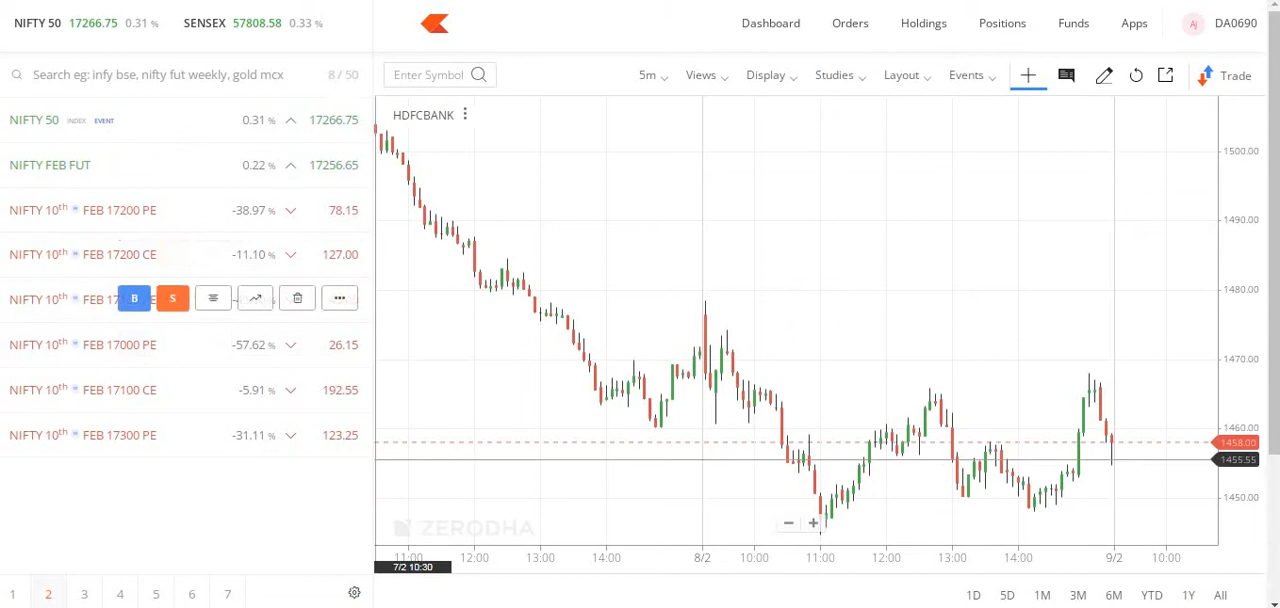 NIFTY 50 17266.75 0.31 % SENSEX 57808.58 0.33 %
Dashboard Orders Holdings Positions Funds Apps Aj DA0690
Search eg: infy bse, nifty fut weekly, gold mcx 8 / 50
Enter Symbol 5m Views Display Studies Layout Events Trade
NIFTY 50 INDEX EVENT 0.31 % 17266.75
NIFTY FEB FUT 0.22 % 17256.65
NIFTY 10th w FEB 17200 PE -38.97 % 78.15
NIFTY 10th w FEB 17200 CE -11.10 % 127.00
NIFTY 10th w FEB B S
NIFTY 10th w FEB 17000 PE -57.62 % 26.15
NIFTY 10th w FEB 17100 CE -5.91 % 192.55
NIFTY 10th w FEB 17300 PE -31.11 % 123.25
1 2 3 4 5 6 7
HDFCBANK
1500.00
1490.00
1480.00
1470.00
1460.00
1458.00
1455.55
1450.00
ZERODHA
11:00 12:00 13:00 14:00 8/2 10:00 11:00 12:00 13:00 14:00 9/2 10:00
7/2 10:30
1D 5D 1M 3M 6M YTD 1Y All